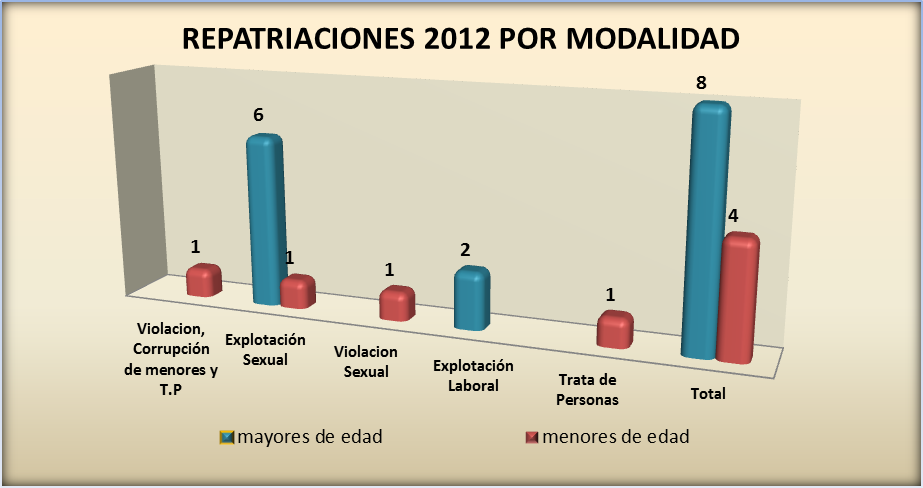 REPATRIACIONES 2012 POR MODALIDAD
8
6
4
1
1
1
2
1
Violacion,
Corrupción
de menores y
T.P
Explotación
Sexual
Violacion
Sexual
Explotación
Laboral
Trata de
Personas
Total
mayores de edad
menores de edad